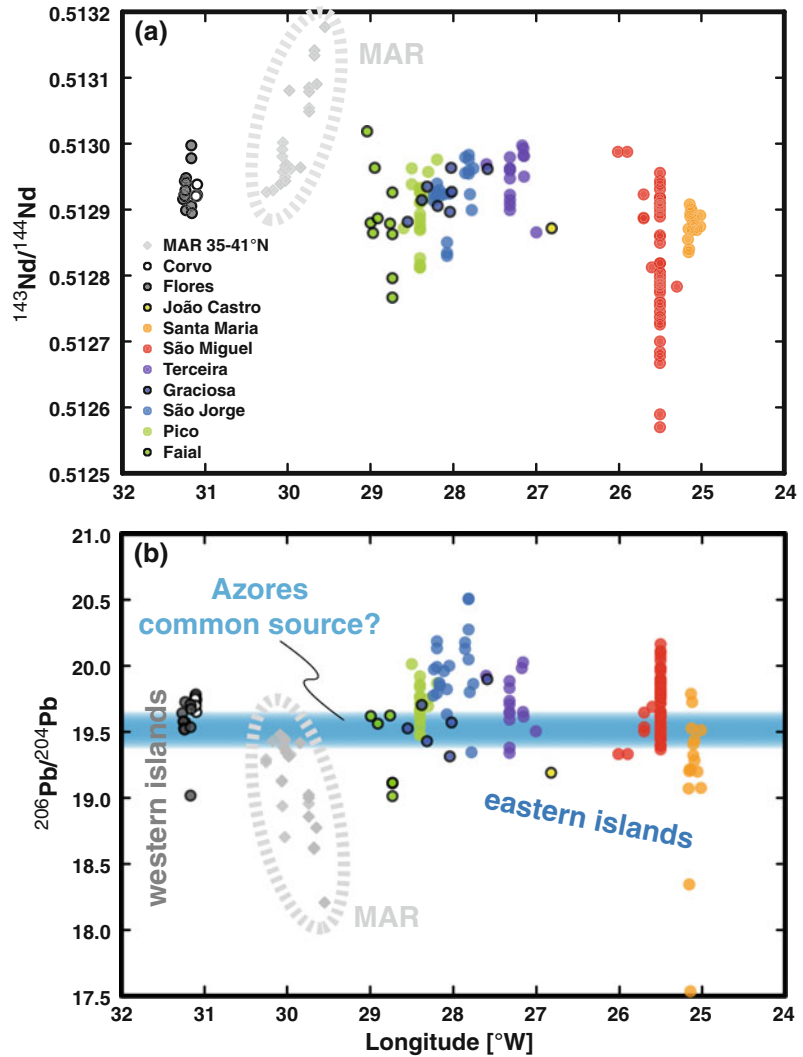 (a)
MAR
0.5132
0.5131
0.5130
0.5129
0.5128
0.5127
0.5126
0.5125
143Nd/144Nd
MAR 35-41°N
Corvo
Flores
João Castro
Santa Maria
São Miguel
Terceira
Graciosa
São Jorge
Pico
Faial
32 31 30 29 28 27 26 25 24
(b)
21.0
20.5
20.0
19.5
19.0
18.5
18.0
17.5
206Pb/204Pb
Azores
common source?
western islands
eastern islands
MAR
32 31 30 29 28 27 26 25 24
Longitude [°W]